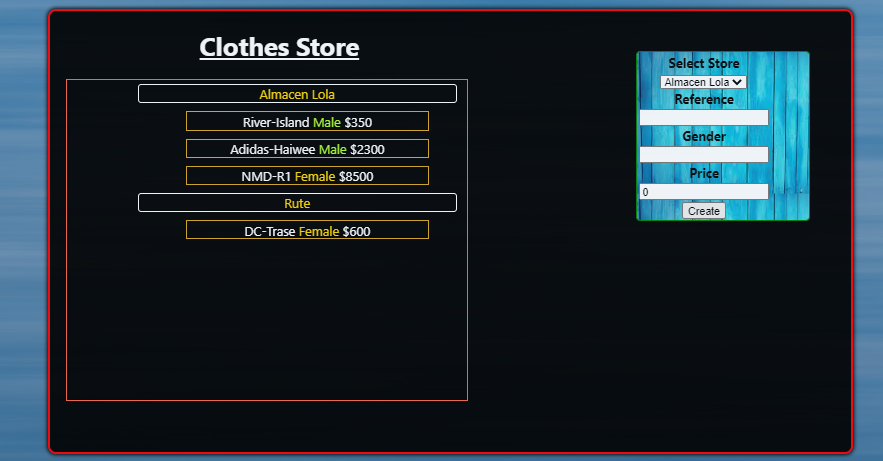 Clothes Store
Almacen Lola
River-Island Male $350
Adidas-Haiwee Male $2300
NMD-R1 Female $8500
Rute
DC-Trase Female $600
Select Store
Almacen Lola
Reference
Gender
Price
0
Create